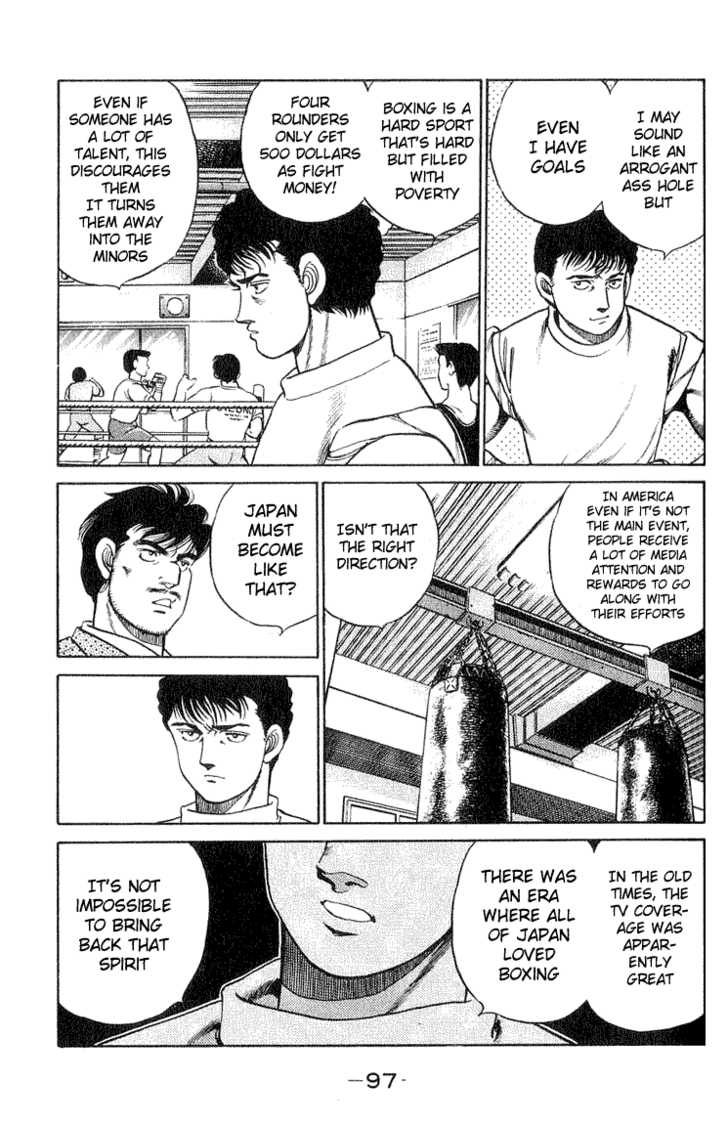 I MAY
SOUND
LIKE AN
ARROGANT
ASS HOLE
BUT
EVEN
I HAVE
GOALS
BOXING IS A
HARD SPORT
THAT'S HARD
BUT FILLED
WITH
POVERTY
FOUR
ROUNDERS
ONLY GET
500 DOLLARS
AS FIGHT
MONEY!
EVEN IF
SOMEONE HAS
A LOT OF
TALENT, THIS
DISCOURAGES
THEM
IT TURNS
THEM AWAY
INTO THE
MINORS
IN AMERICA
EVEN IF IT'S NOT
THE MAIN EVENT,
PEOPLE RECEIVE
A LOT OF MEDIA
ATTENTION AND
REWARDS TO GO
ALONG WITH
THEIR EFFORTS
ISN'T THAT
THE RIGHT
DIRECTION?
JAPAN
MUST
BECOME
LIKE
THAT?
IN THE OLD
TIMES, THE
TV COVER-
AGE WAS
APPAR-
ENTLY
GREAT
THERE WAS
AN ERA
WHERE ALL
OF JAPAN
LOVED
BOXING
IT'S NOT
IMPOSSIBLE
TO BRING
BACK THAT
SPIRIT
—97-